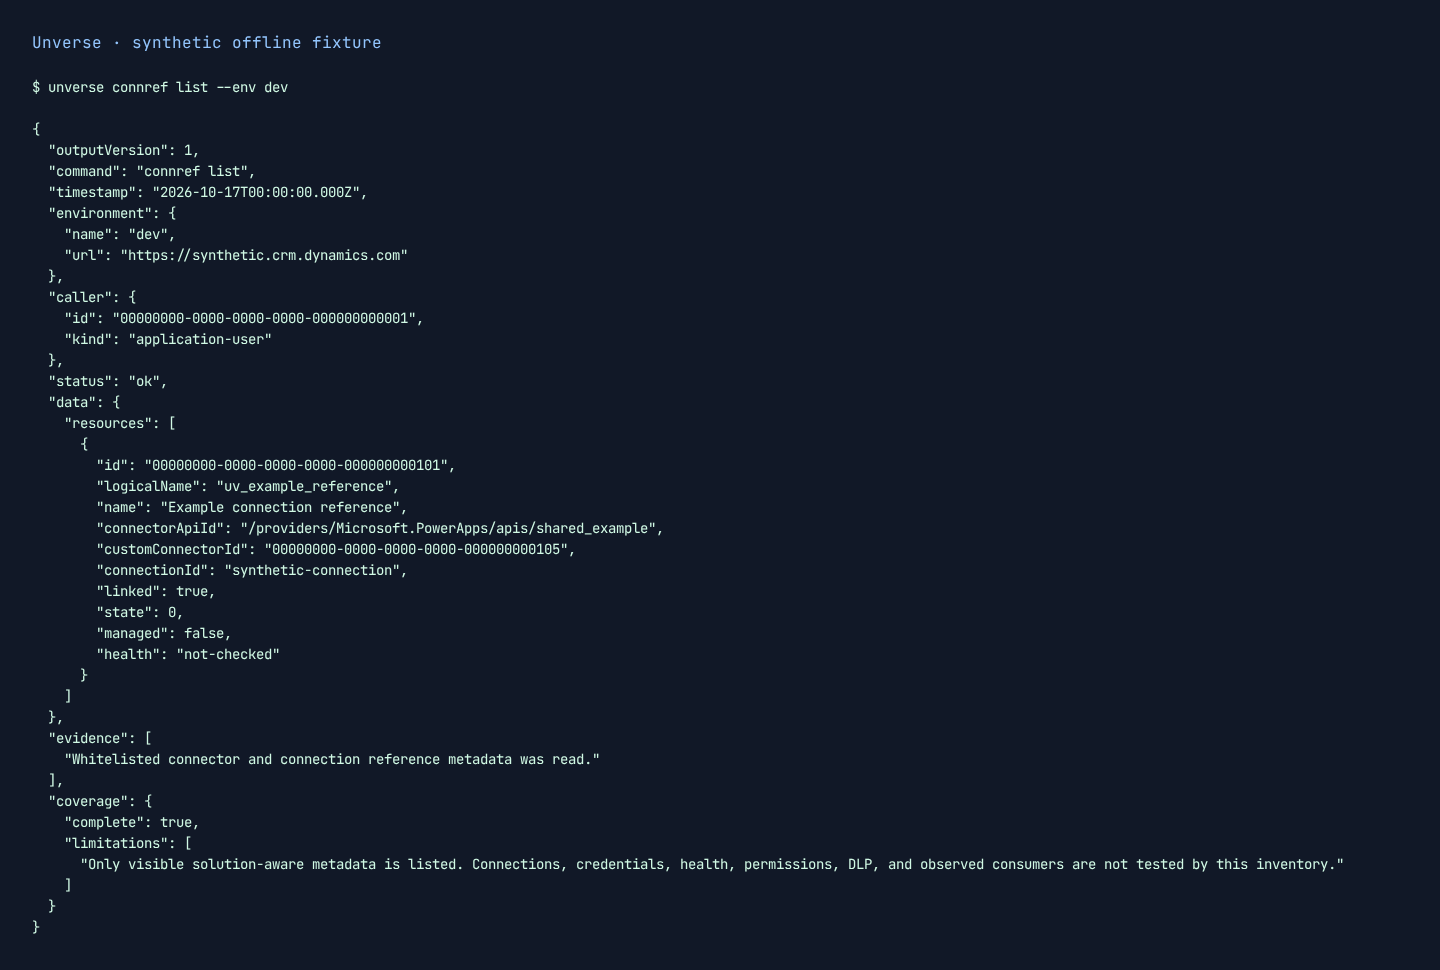 Unverse · synthetic offline fixture
$ unverse connref list --env dev
{
  "outputVersion": 1,
  "command": "connref list",
  "timestamp": "2026-10-17T00:00:00.000Z",
  "environment": {
    "name": "dev",
    "url": "https://synthetic.crm.dynamics.com"
  },
  "caller": {
    "id": "00000000-0000-0000-0000-000000000001",
    "kind": "application-user"
  },
  "status": "ok",
  "data": {
    "resources": [
      {
        "id": "00000000-0000-0000-0000-000000000101",
        "logicalName": "uv_example_reference",
        "name": "Example connection reference",
        "connectorApiId": "/providers/Microsoft.PowerApps/apis/shared_example",
        "customConnectorId": "00000000-0000-0000-0000-000000000105",
        "connectionId": "synthetic-connection",
        "linked": true,
        "state": 0,
        "managed": false,
        "health": "not-checked"
      }
    ]
  },
  "evidence": [
    "Whitelisted connector and connection reference metadata was read."
  ],
  "coverage": {
    "complete": true,
    "limitations": [
      "Only visible solution-aware metadata is listed. Connections, credentials, health, permissions, DLP, and observed consumers are not tested by this inventory."
    ]
  }
}